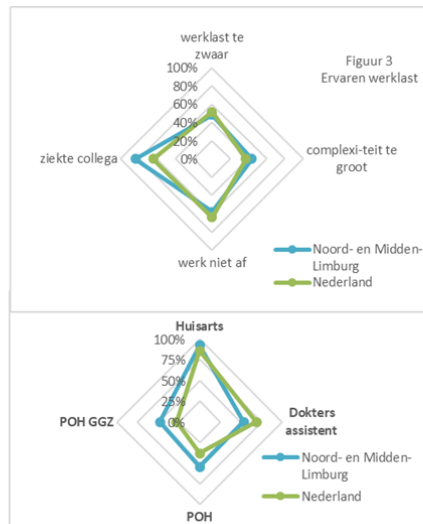 werklast te
zwaar
Figuur 3
Ervaren werklast
100%
80%
60%
40%
20%
0%
ziekte collega
complexi-teit te
groot
werk niet af
Noord- en Midden-
Limburg
Nederland
Huisarts
100%
75%
50%
25%
0%
POH GGZ
Dokters
assistent
Noord- en Midden-
Limburg
Nederland
POH